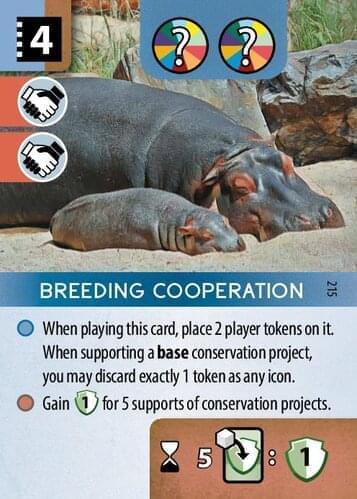 4
? ?
BREEDING COOPERATION
215
When playing this card, place 2 player tokens on it.
When supporting a base conservation project,
you may discard exactly 1 token as any icon.
Gain 1 for 5 supports of conservation projects.
5 : 1